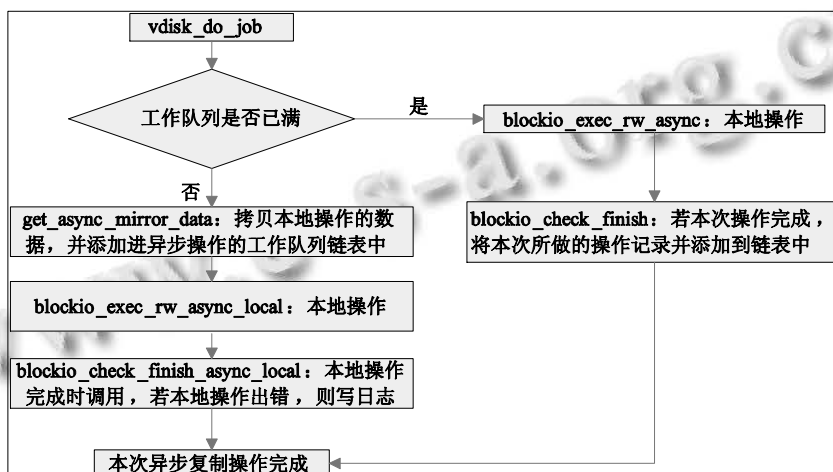 vdisk_do_job
工作队列是否已满
是
blockio_exec_rw_async：本地操作
否
get_async_mirror_data：拷贝本地操作的数
据，并添加进异步操作的工作队列链表中
blockio_check_finish：若本次操作完成，
将本次所做的操作记录并添加到链表中
blockio_exec_rw_async_local：本地操作
blockio_check_finish_async_local：本地操作
完成时调用，若本地操作出错，则写日志
本次异步复制操作完成